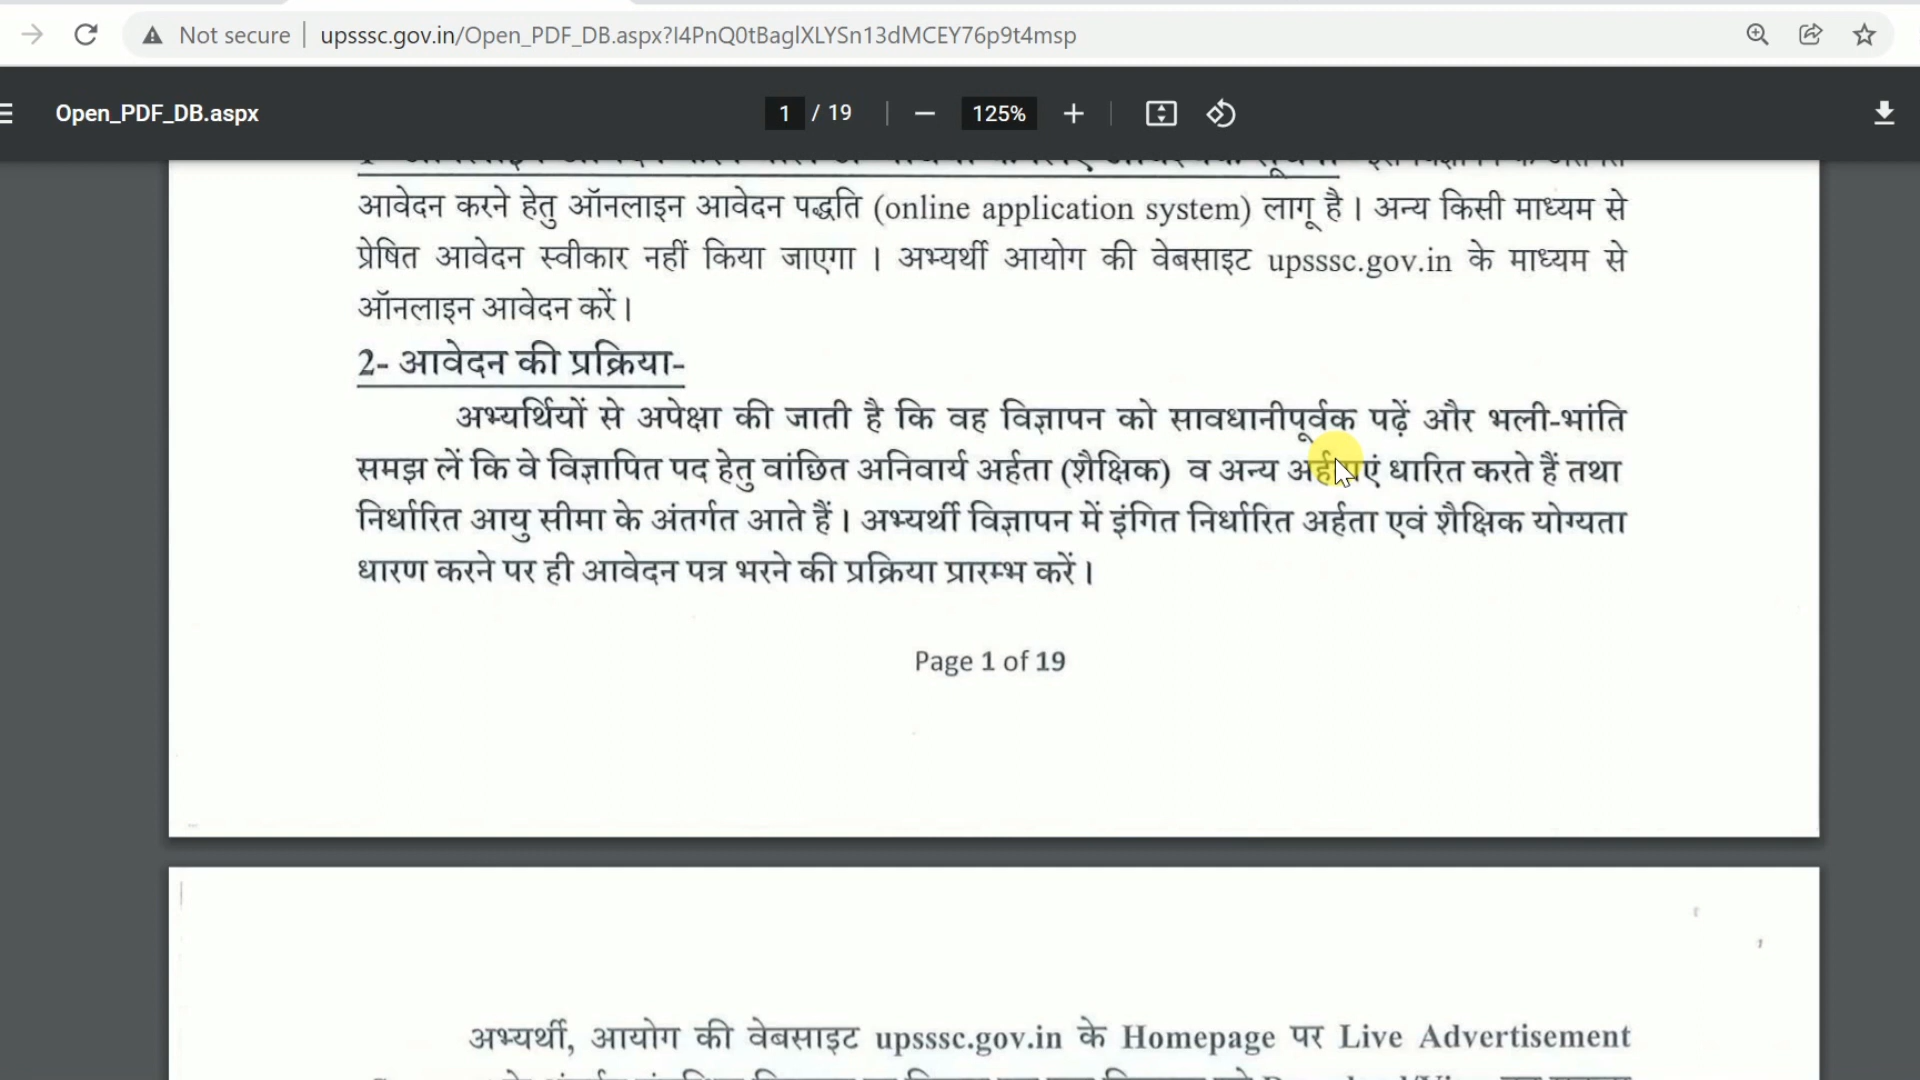 Not secure upsssc.gov.in/Open_PDF_DB.aspx?I4PnQ0tBaglXLYSn13dMCEY76p9t4msp
Open_PDF_DB.aspx 1 / 19 125%
आवेदन करने हेतु ऑनलाइन आवेदन पद्धति (online application system) लागू है। अन्य किसी माध्यम से
प्रेषित आवेदन स्वीकार नहीं किया जाएगा । अभ्यर्थी आयोग की वेबसाइट upsssc.gov.in के माध्यम से
ऑनलाइन आवेदन करें।
2- आवेदन की प्रक्रिया-
अभ्यर्थियों से अपेक्षा की जाती है कि वह विज्ञापन को सावधानीपूर्वक पढ़ें और भली-भांति
समझ लें कि वे विज्ञापित पद हेतु वांछित अनिवार्य अर्हता (शैक्षिक) व अन्य अर्हताएं धारित करते हैं तथा
निर्धारित आयु सीमा के अंतर्गत आते हैं। अभ्यर्थी विज्ञापन में इंगित निर्धारित अर्हता एवं शैक्षिक योग्यता
धारण करने पर ही आवेदन पत्र भरने की प्रक्रिया प्रारम्भ करें।
Page 1 of 19
अभ्यर्थी, आयोग की वेबसाइट upsssc.gov.in के Homepage पर Live Advertisement